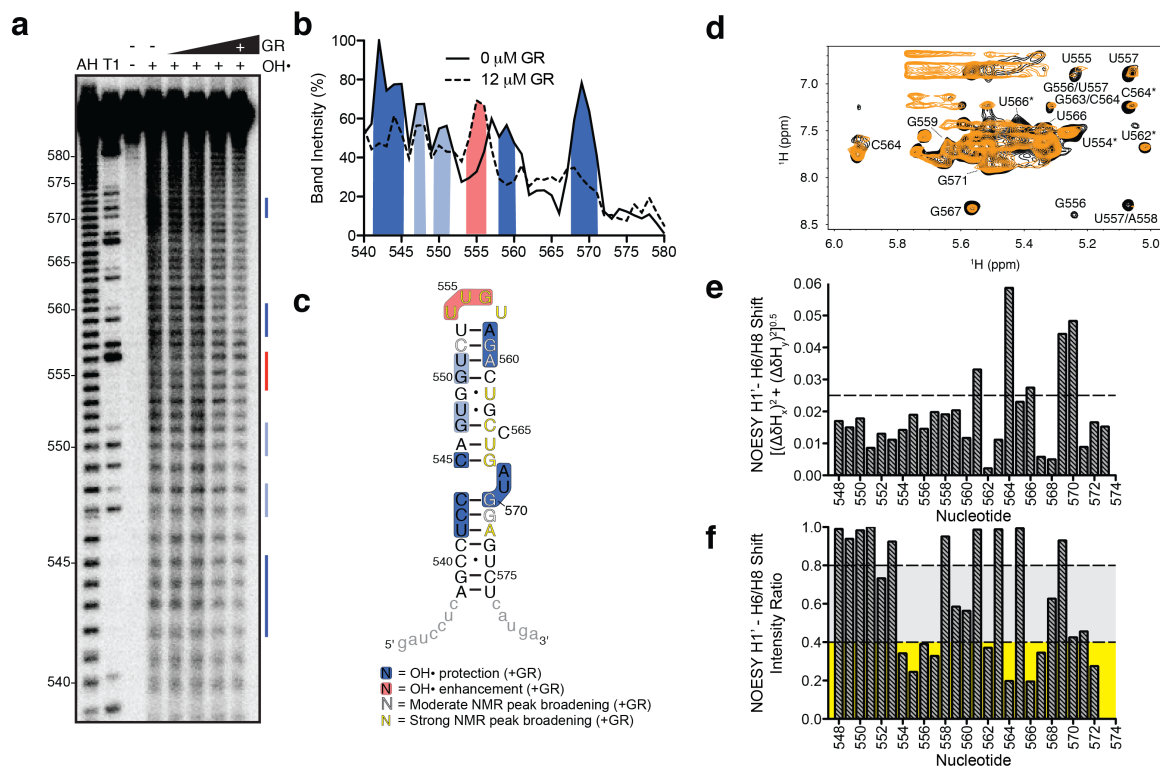 a
- - + GR
AH T1 - + + + + + OH•
580
575
570
565
560
555
550
545
540
b
Band Inetnsity (%)
100
80
60
40
20
0
540 545 550 555 560 565 570 575 580
0 μM GR
12 μM GR
c
555
U U G
U U
U A
C G
U A 560
550 G C
G U
G G
U C C 565
G U
A G
545 C A
U
C G 570
C G
U A
C G
540 C U
G C 575
A U
5' gauccuc
cauga3'
N = OH• protection (+GR)
N = OH• enhancement (+GR)
N = Moderate NMR peak broadening (+GR)
N = Strong NMR peak broadening (+GR)
d
¹H (ppm)
7.0
7.5
8.0
8.5
6.0 5.8 5.6 5.4 5.2 5.0
¹H (ppm)
U555 U557
G556/U557 C564*
U566* G563/C564
G559 U566
U562*
C564 U554*
G571
G567 G556
U557/A558
e
NOESY H1'- H6/H8 Shift
[(ΔδHₓ)² + (ΔδHᵧ)²]⁰·⁵
0.06
0.05
0.04
0.03
0.02
0.01
0.00
548 550 552 554 556 558 560 562 564 566 568 570 572 574
Nucleotide
f
NOESY H1' - H6/H8 Shift
Intensity Ratio
1.0
0.8
0.6
0.4
0.2
0.0
548 550 552 554 556 558 560 562 564 566 568 570 572 574
Nucleotide